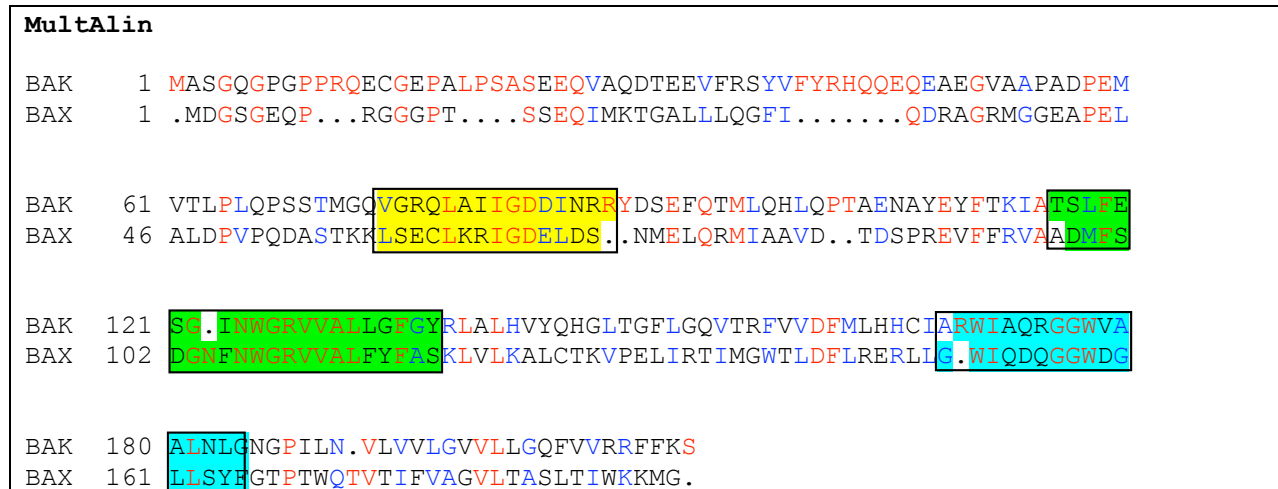 MultAlin
BAK 1 MASGQGPGPPRQECGEPALPSASEEQVAQDTEEVFRSYVFYRHQQEQEAEGVAAPADPEM
BAX 1 .MDGSGEQP...RGGGPT....SSEQIMKTGALLLQGFI.......QDRAGRMGGEAPEL
BAK 61 VTLPLQPSSTMGQVGRQLAIIGDDINRRYDSEFQTMLQHLQPTAENAYEYFTKIATSLFE
BAX 46 ALDPVPQDASTKKLSECLKRIGDELDS..NMELQRMIAAVD..TDSPREVFFRVAADMFS
BAK 121 SG.INWGRVVALLGFGYRLALHVYQHGLTGFLGQVTRFVVDFMLHHCIARWIAQRGGWVA
BAX 102 DGNFNWGRVVALFYFASKLVLKALCTKVPELIRTIMGWTLDFLRERLLG.WIQDQGGWDG
BAK 180 ALNLGNGPILN.VLVVLGVVLLGQFVVRRFFKS
BAX 161 LLSYFGTPTWQTVTIFVAGVLTASLTIWKKMG.